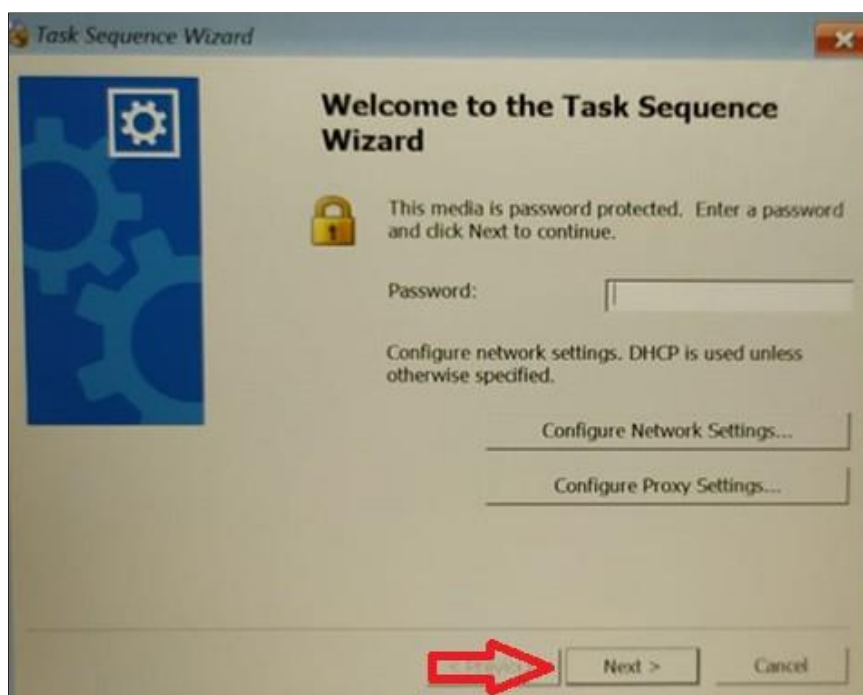 Task Sequence Wizard
Welcome to the Task Sequence
Wizard
This media is password protected. Enter a password
and click Next to continue.
Password:
Configure network settings. DHCP is used unless
otherwise specified.
Configure Network Settings...
Configure Proxy Settings...
Next >
Cancel